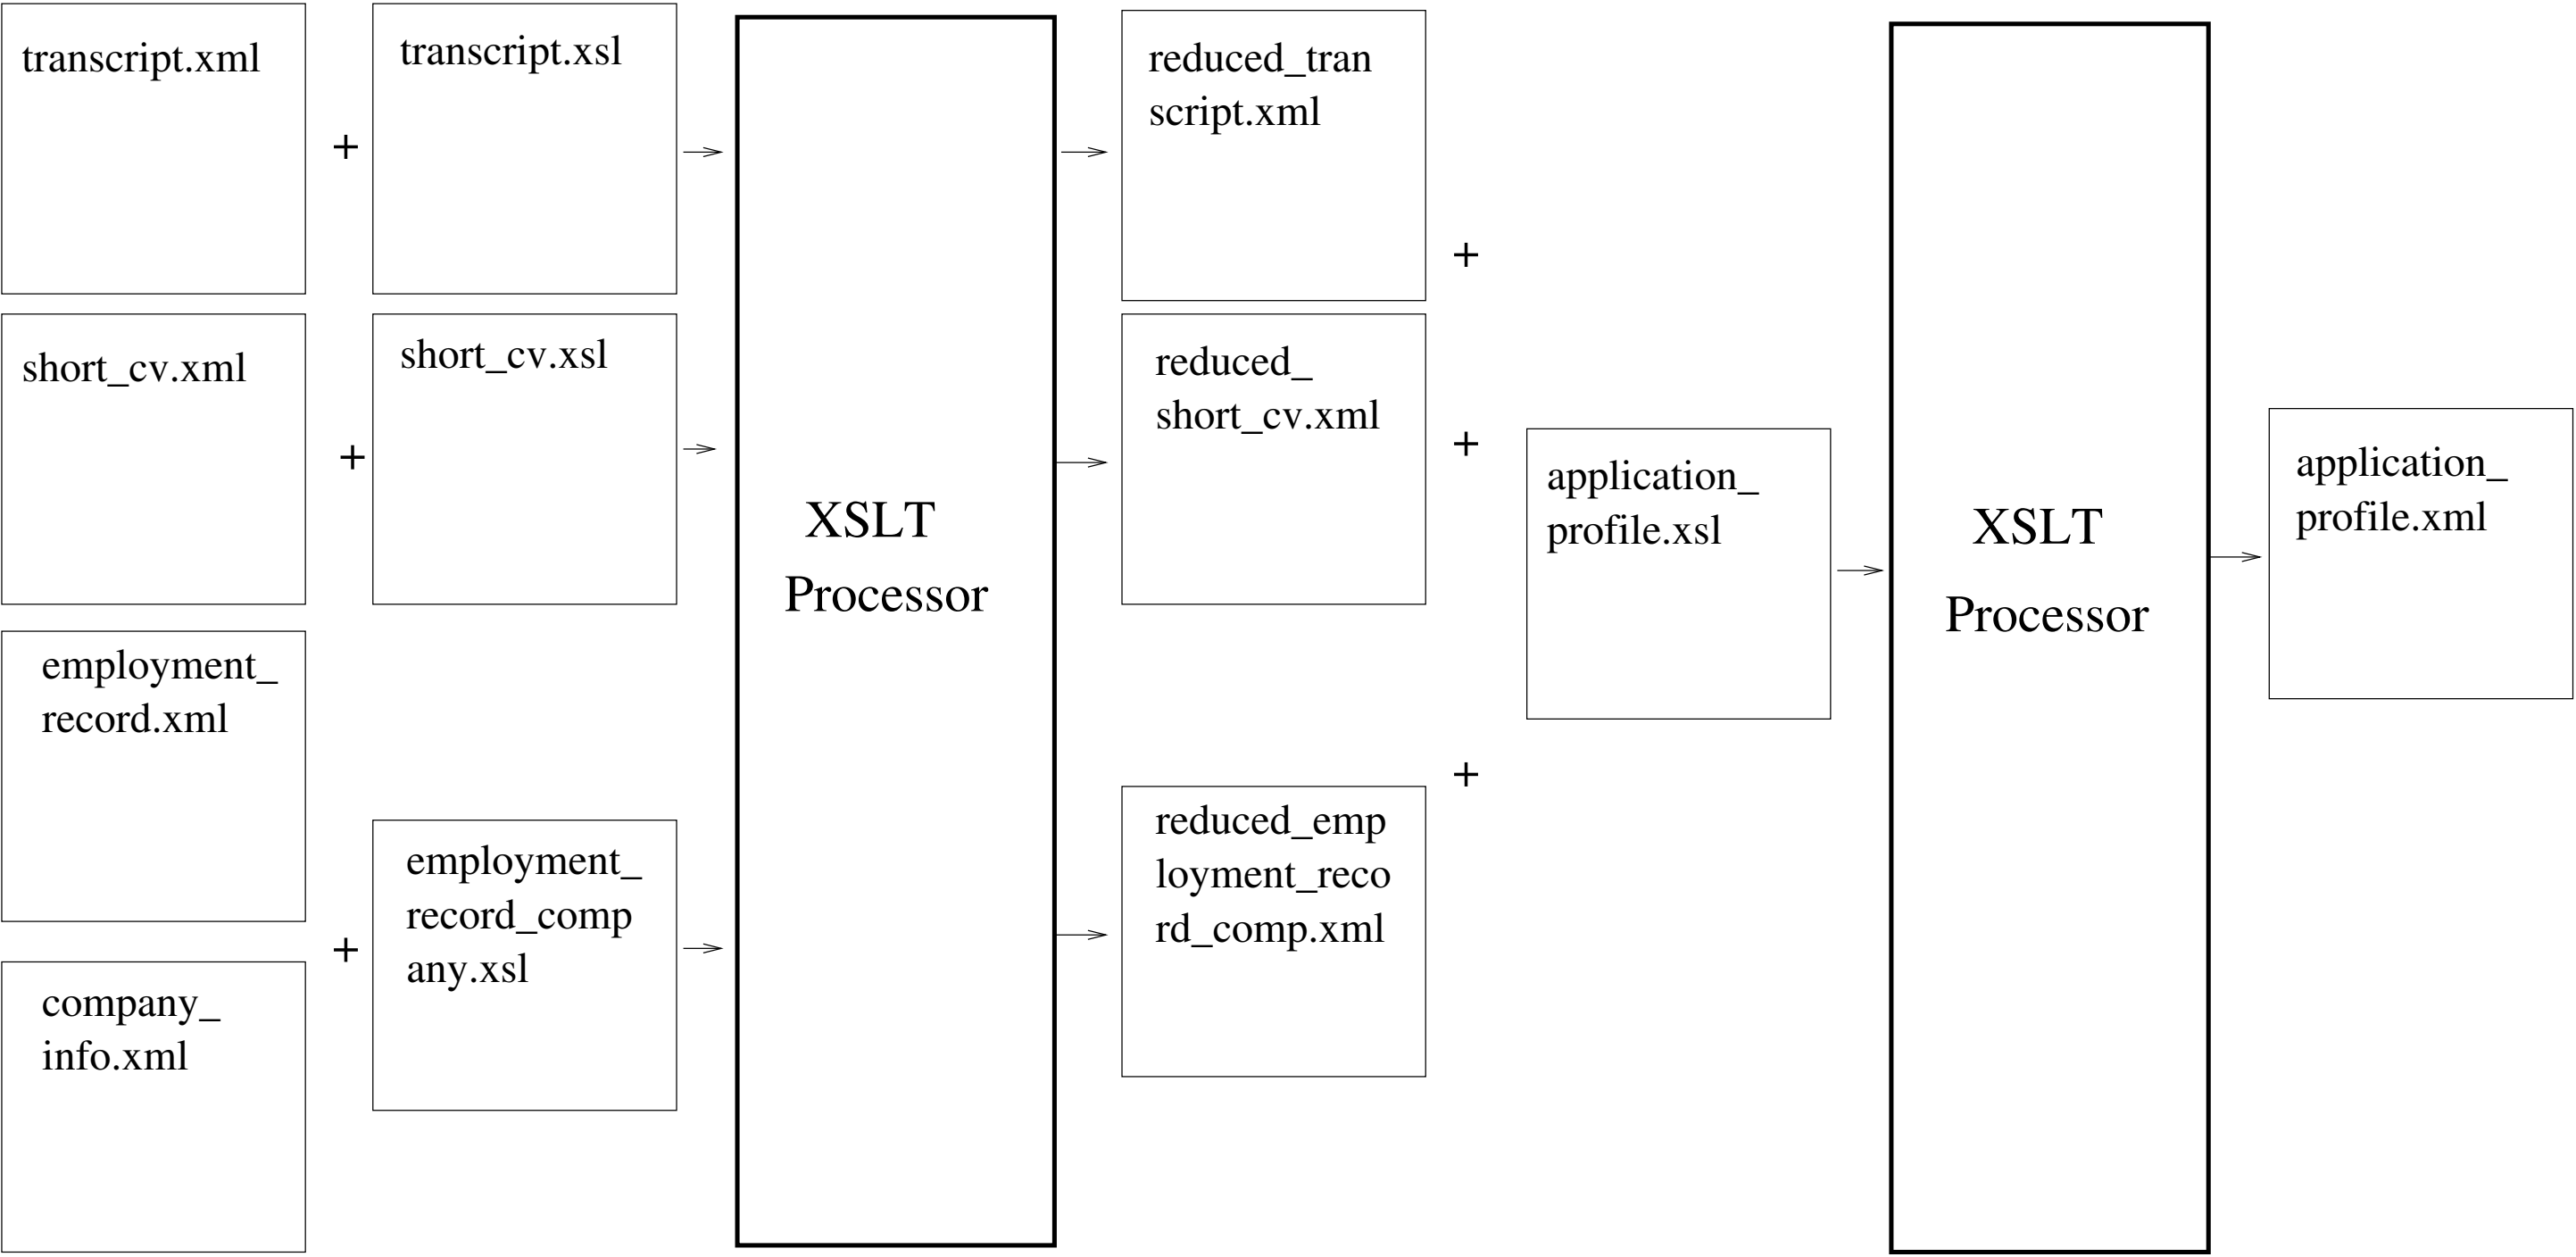 transcript.xml
+
transcript.xsl
short_cv.xml
+
short_cv.xsl
employment_
record.xml
company_
info.xml
+
employment_
record_comp
any.xsl
XSLT
Processor
reduced_tran
script.xml
+
reduced_
short_cv.xml
+
reduced_emp
loyment_reco
rd_comp.xml
+
application_
profile.xsl
XSLT
Processor
application_
profile.xml